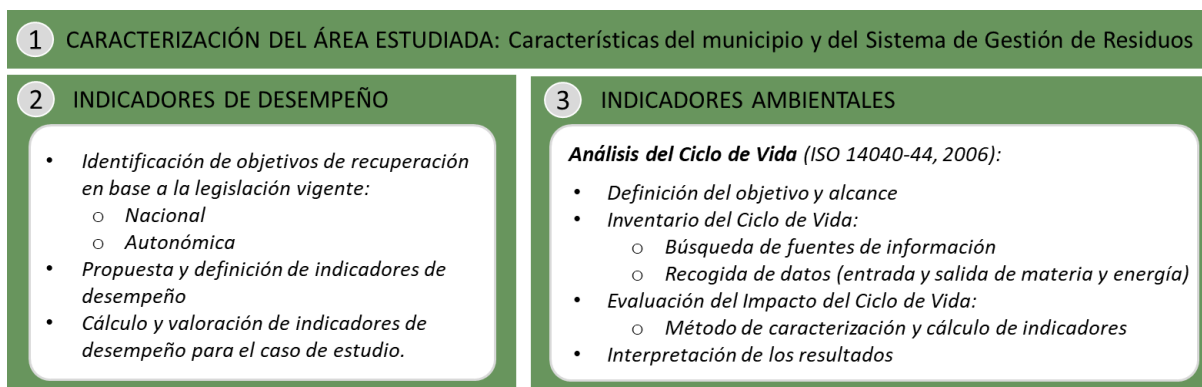 1 CARACTERIZACIÓN DEL ÁREA ESTUDIADA: Características del municipio y del Sistema de Gestión de Residuos
2 INDICADORES DE DESEMPEÑO
• Identificación de objetivos de recuperación
en base a la legislación vigente:
o Nacional
o Autonómica
• Propuesta y definición de indicadores de
desempeño
• Cálculo y valoración de indicadores de
desempeño para el caso de estudio.
3 INDICADORES AMBIENTALES
Análisis del Ciclo de Vida (ISO 14040-44, 2006):
• Definición del objetivo y alcance
• Inventario del Ciclo de Vida:
o Búsqueda de fuentes de información
o Recogida de datos (entrada y salida de materia y energía)
• Evaluación del Impacto del Ciclo de Vida:
o Método de caracterización y cálculo de indicadores
• Interpretación de los resultados